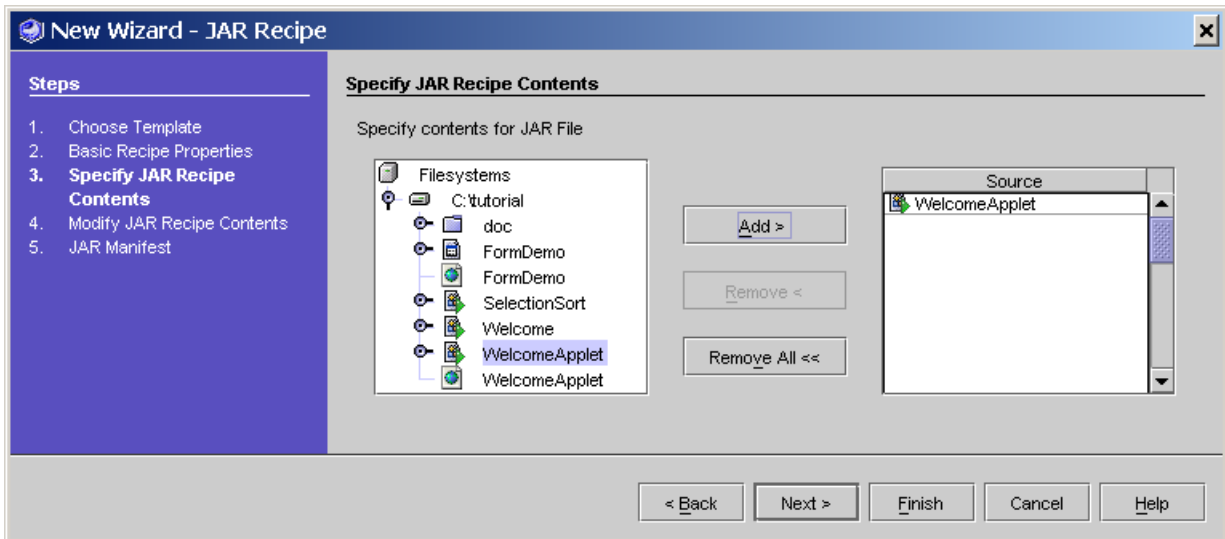 New Wizard - JAR Recipe
Steps
1. Choose Template
2. Basic Recipe Properties
3. Specify JAR Recipe
Contents
4. Modify JAR Recipe Contents
5. JAR Manifest
Specify JAR Recipe Contents
Specify contents for JAR File
Filesystems
C:\tutorial
doc
FormDemo
FormDemo
SelectionSort
Welcome
WelcomeApplet
WelcomeApplet
Add >
Remove <
Remove All <<
Source
WelcomeApplet
< Back
Next >
Finish
Cancel
Help